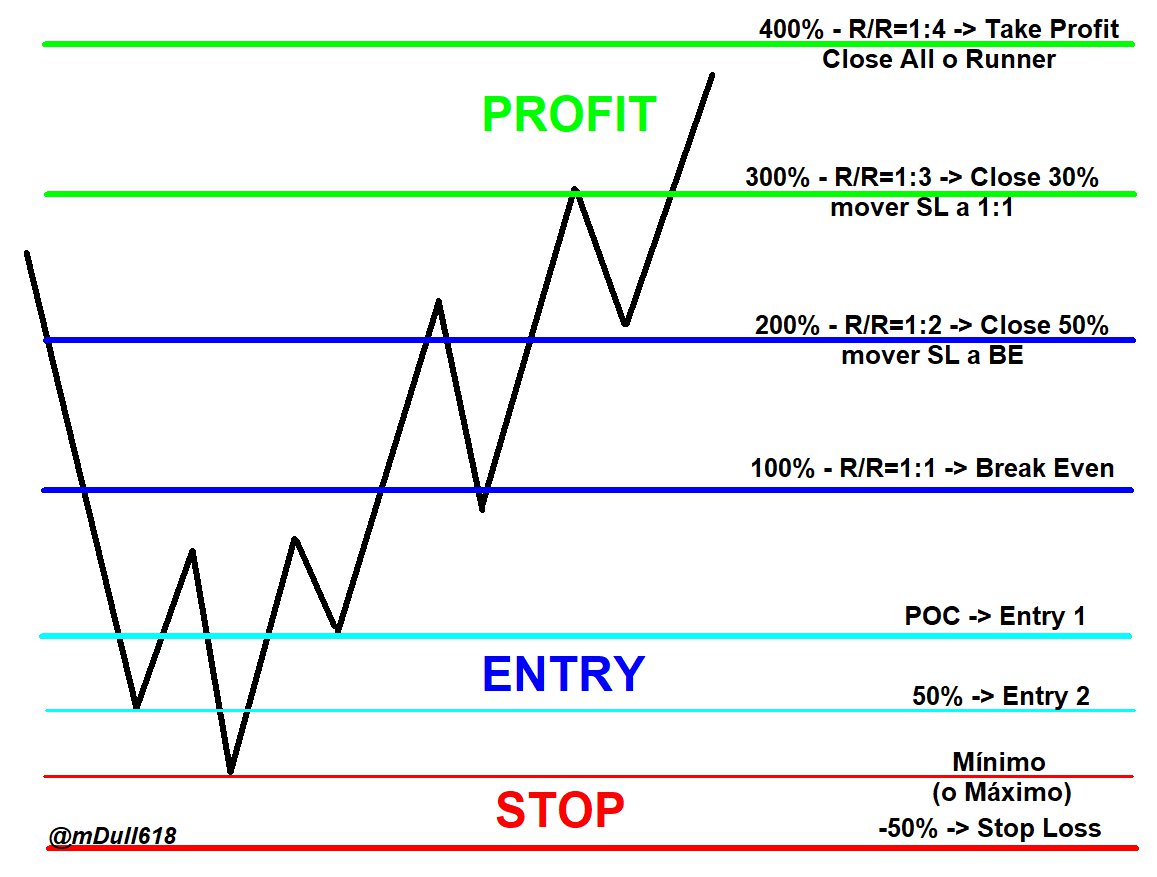 400% - R/R=1:4 -> Take Profit
Close All o Runner
PROFIT
300% - R/R=1:3 -> Close 30%
mover SL a 1:1
200% - R/R=1:2 -> Close 50%
mover SL a BE
100% - R/R=1:1 -> Break Even
POC -> Entry 1
ENTRY
50% -> Entry 2
Mínimo
(o Máximo)
STOP
-50% -> Stop Loss
@mDull618